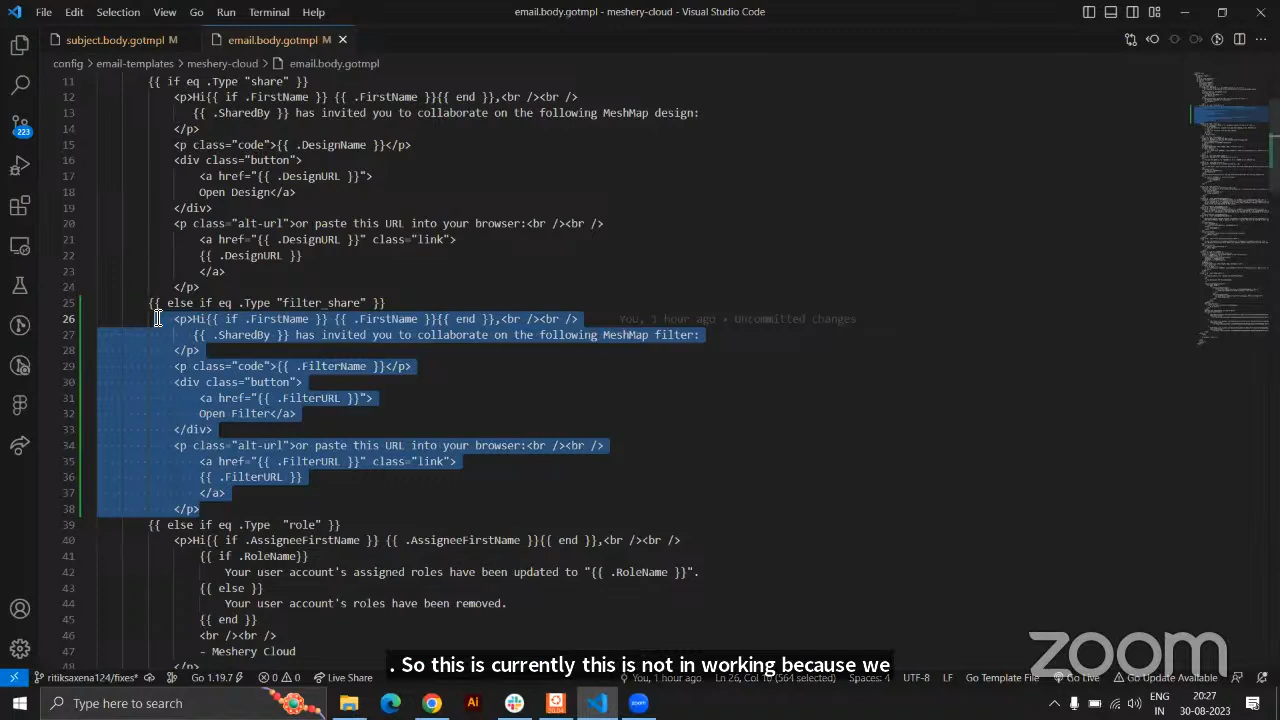 File Edit Selection View Go Run Terminal Help email.body.gotmpl - meshery-cloud - Visual Studio Code
subject.body.gotmpl M email.body.gotmpl M
config > email-templates > meshery-cloud > email.body.gotmpl
11 {{ if eq .Type "share" }}
12 <p>Hi{{ if .FirstName }} {{ .FirstName }}{{ end }},<br /><br />
13 {{ .SharedBy }} has invited you to collaborate on the following MeshMap design:
14 </p>
15 <p class="code">{{ .DesignName }}</p>
16 <div class="button">
17 <a href="{{ .DesignURL }}">
18 Open Design</a>
19 </div>
20 <p class="alt-url">or paste this URL into your browser:<br /><br />
21 <a href="{{ .DesignURL }}" class="link">
22 {{ .DesignURL }}
23 </a>
24 </p>
25 {{ else if eq .Type "filter_share" }}
26 <p>Hi{{ if .FirstName }} {{ .FirstName }}{{ end }},<br /><br /> You, 1 hour ago • Uncommitted changes
27 {{ .SharedBy }} has invited you to collaborate on the following MeshMap filter:
28 </p>
29 <p class="code">{{ .FilterName }}</p>
30 <div class="button">
31 <a href="{{ .FilterURL }}">
32 Open Filter</a>
33 </div>
34 <p class="alt-url">or paste this URL into your browser:<br /><br />
35 <a href="{{ .FilterURL }}" class="link">
36 {{ .FilterURL }}
37 </a>
38 </p>
39 {{ else if eq .Type "role" }}
40 <p>Hi{{ if .AssigneeFirstName }} {{ .AssigneeFirstName }}{{ end }},<br /><br />
41 {{ if .RoleName}}
42 Your user account's assigned roles have been updated to "{{ .RoleName }}".
43 {{ else }}
44 Your user account's roles have been removed.
45 {{ end }}
46 <br /><br />
47 - Meshery Cloud
48 </p>
223
zoom
. So this is currently this is not in working because we
ritiksaxena124/fixes* Go 1.19.7 0 0 Live Share You, 1 hour ago (564 selected) Spaces: 4 UTF-8 LF Go Template File Go Update Available
Type here to search
ENG
IN
20:27
30-08-2023